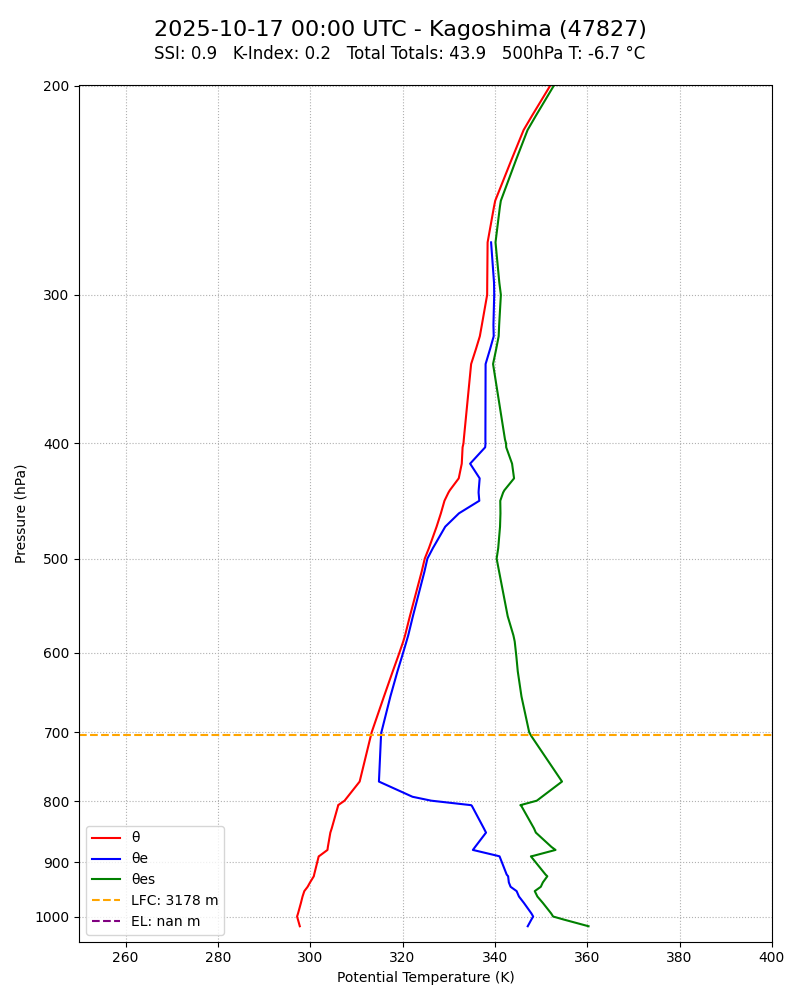 2025-10-17 00:00 UTC - Kagoshima (47827)
SSI: 0.9 K-Index: 0.2 Total Totals: 43.9 500hPa T: -6.7 °C
200
300
400
500
600
700
800
900
1000
Pressure (hPa)
θ
θe
θes
LFC: 3178 m
EL: nan m
260 280 300 320 340 360 380 400
Potential Temperature (K)